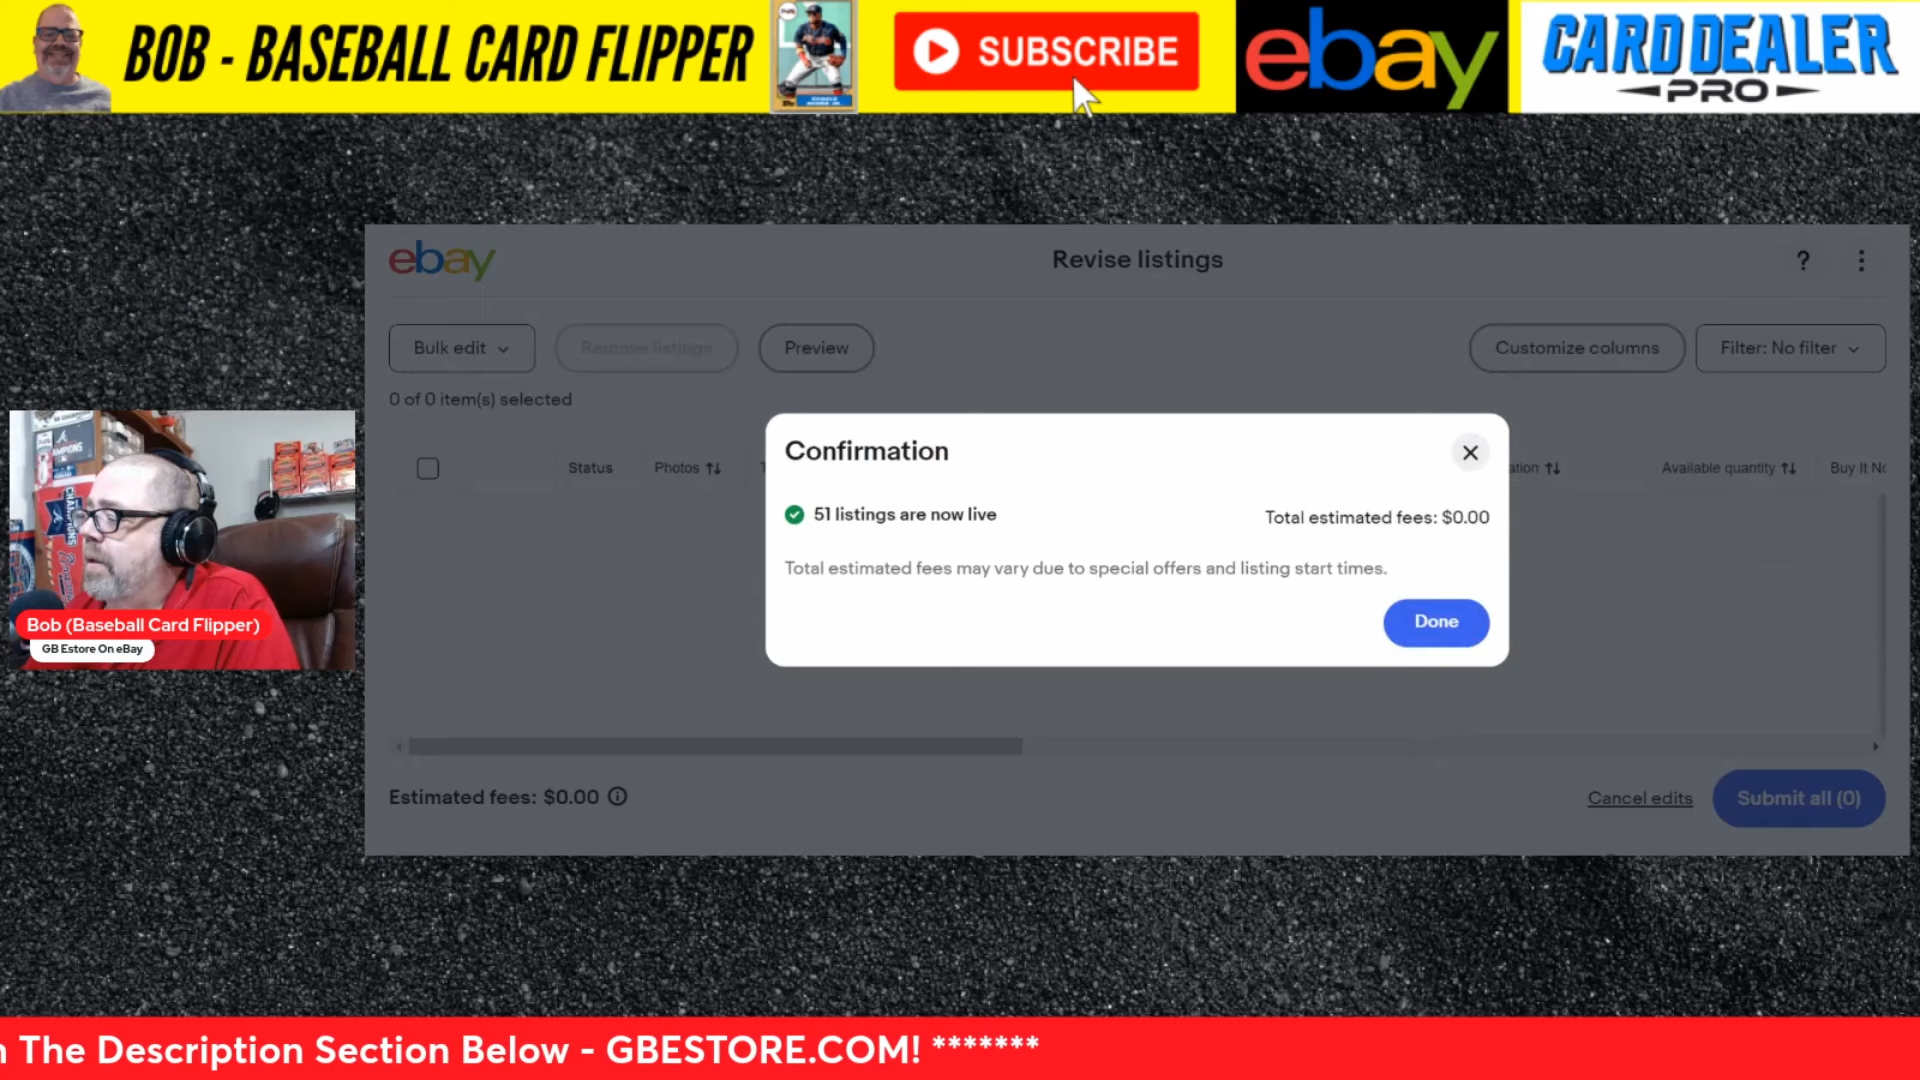 BOB - BASEBALL CARD FLIPPER
SUBSCRIBE
ebay
CARD DEALER
PRO
ebay
Revise listings
?
Bulk edit
Remove listings
Preview
Customize columns
Filter: No filter
0 of 0 item(s) selected
Status
Photos
Available quantity
Confirmation
51 listings are now live
Total estimated fees: $0.00
Total estimated fees may vary due to special offers and listing start times.
Done
Bob (Baseball Card Flipper)
GB Estore On eBay
Estimated fees: $0.00
Cancel edits
Submit all (0)
The Description Section Below - GBESTORE.COM! *******